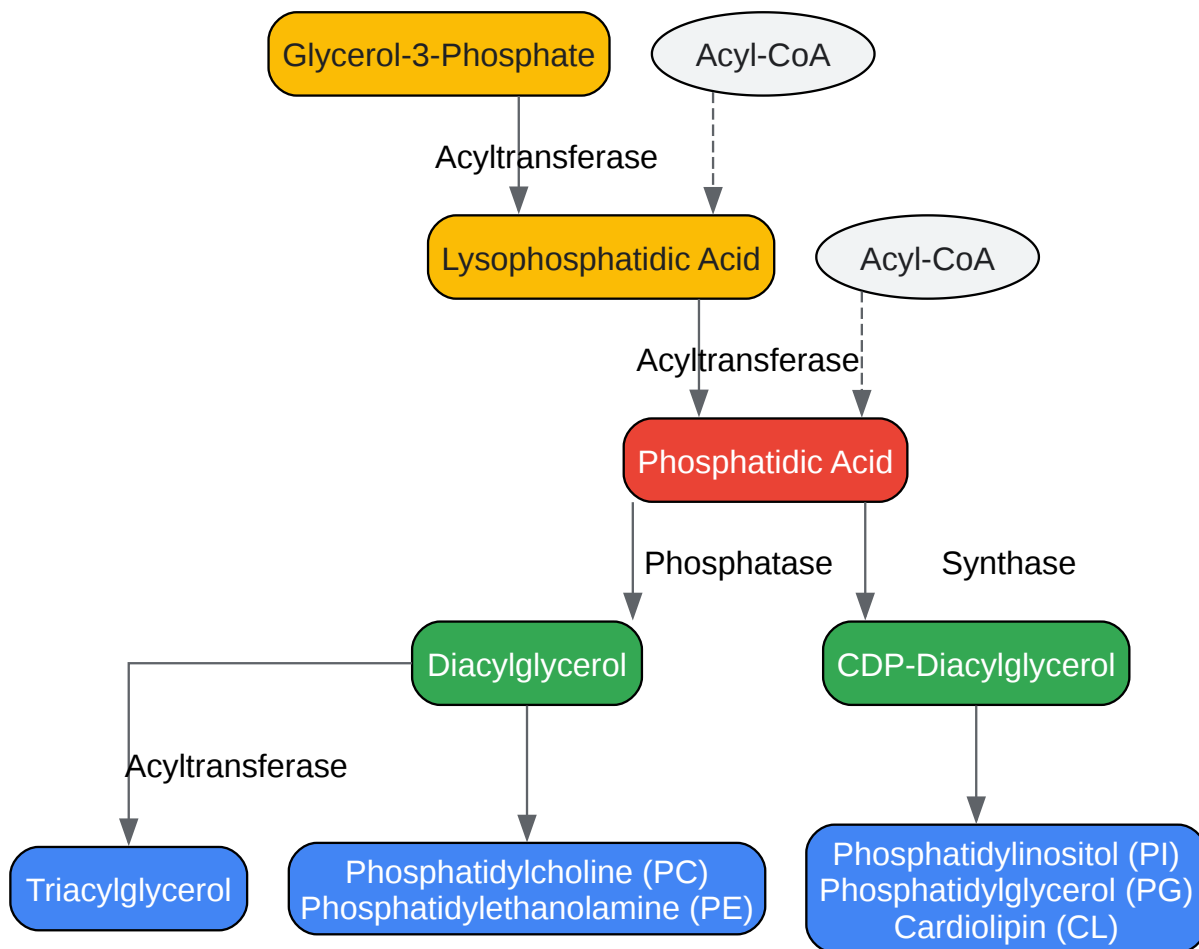 Glycerol-3-Phosphate
Acyl-CoA
Acyltransferase
Lysophosphatidic Acid
Acyl-CoA
Acyltransferase
Phosphatidic Acid
Phosphatase
Synthase
Diacylglycerol
CDP-Diacylglycerol
Acyltransferase
Triacylglycerol
Phosphatidylcholine (PC)
Phosphatidylethanolamine (PE)
Phosphatidylinositol (PI)
Phosphatidylglycerol (PG)
Cardiolipin (CL)